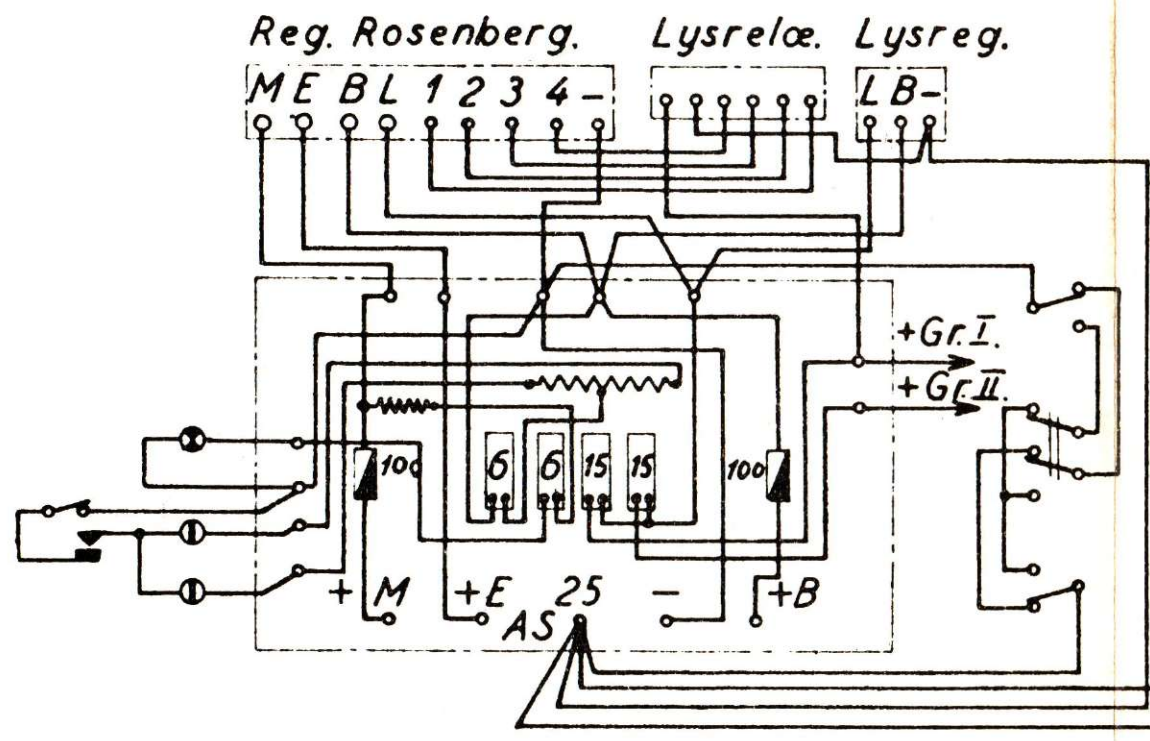 Reg. Rosenberg. Lysrelæ. Lysreg.
M E B L 1 2 3 4 - L B -
+Gr. I.
+Gr. II.
100 6 6 15 15 100
+ M +E 25 - +B
AS